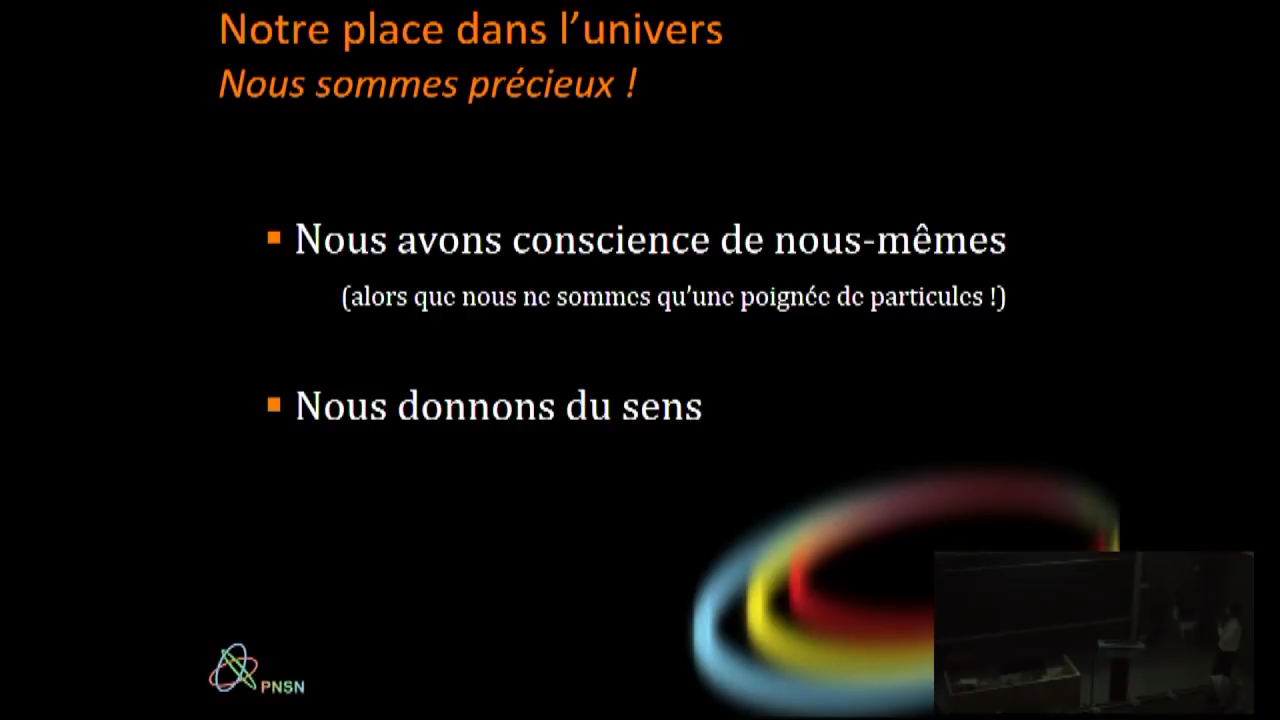 Notre place dans l’univers
Nous sommes précieux !
Nous avons conscience de nous-mêmes
(alors que nous ne sommes qu’une poignée de particules !)
Nous donnons du sens
PNSN